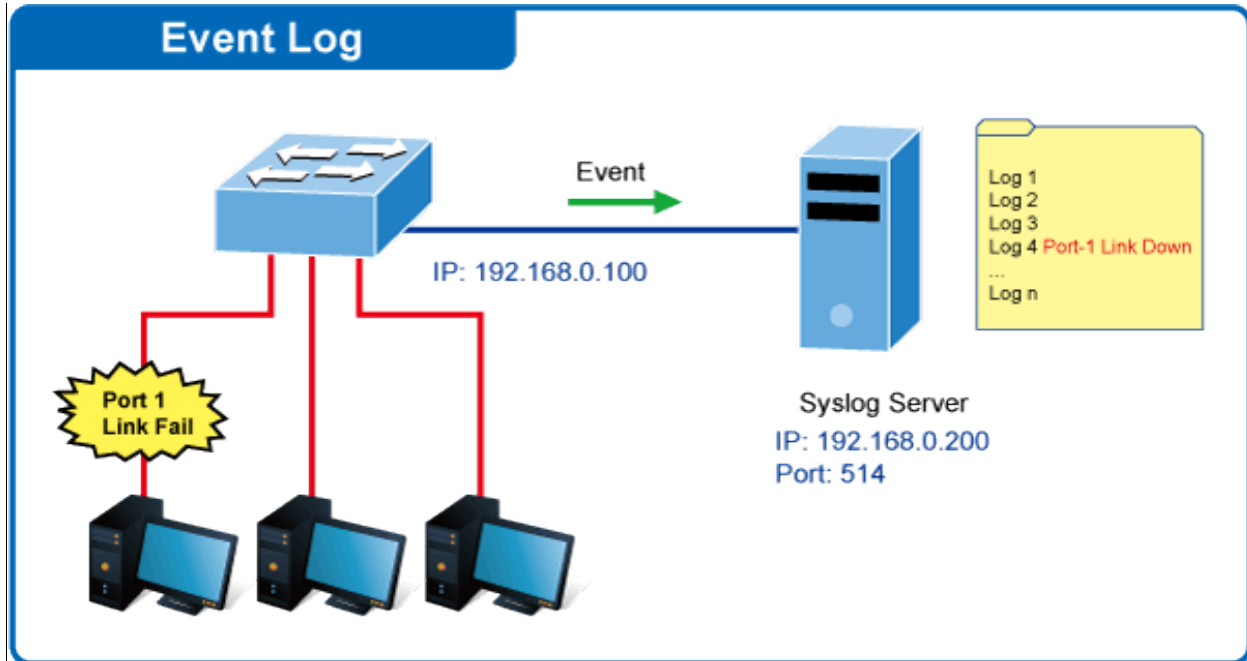 Event Log
Event
IP: 192.168.0.100
Log 1
Log 2
Log 3
Log 4 Port-1 Link Down
...
Log n
Port 1
Link Fail
Syslog Server
IP: 192.168.0.200
Port: 514